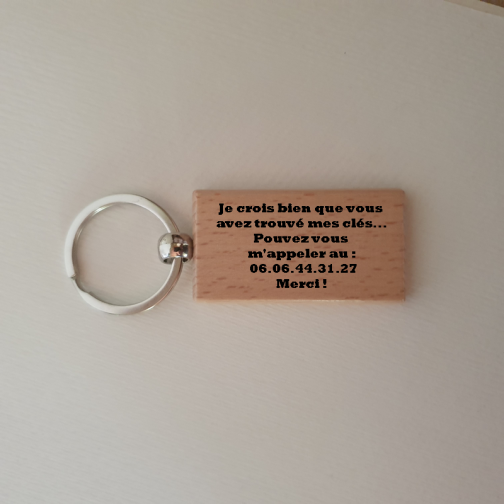 Je crois bien que vous
avez trouvé mes clés...
Pouvez vous
m'appeler au :
06.06.44.31.27
Merci !